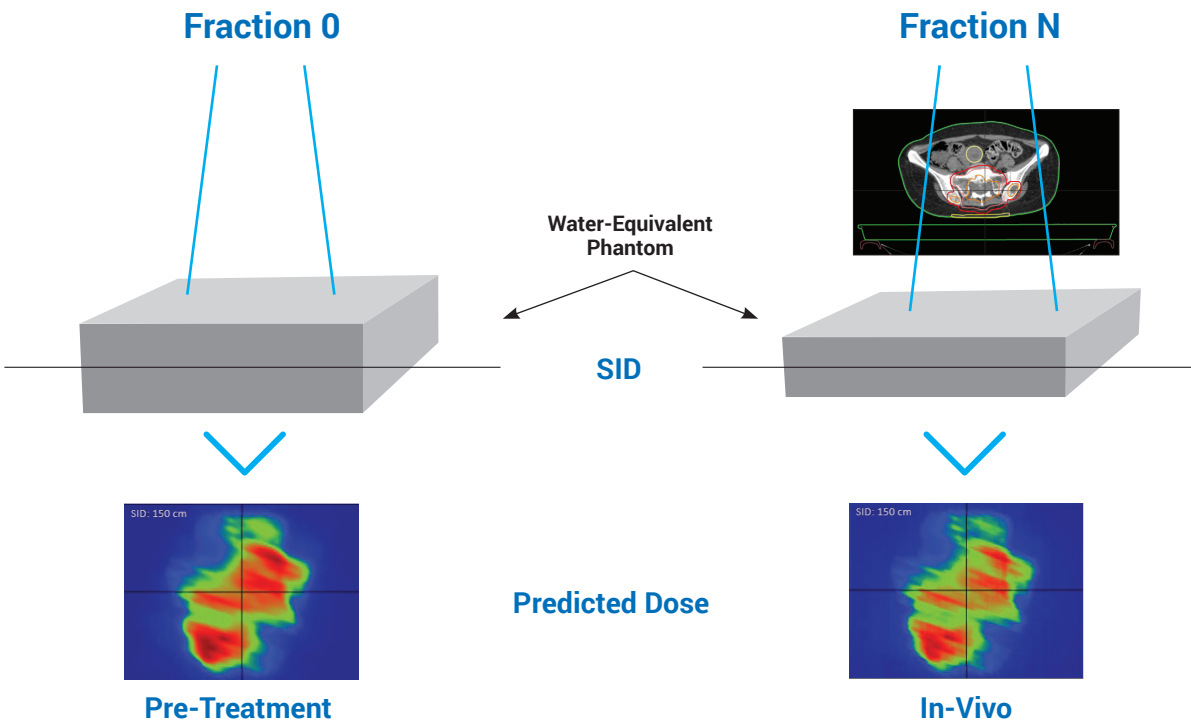 Fraction 0
Fraction N
Water-Equivalent
Phantom
SID
SID: 150 cm
SID: 150 cm
Predicted Dose
Pre-Treatment
In-Vivo